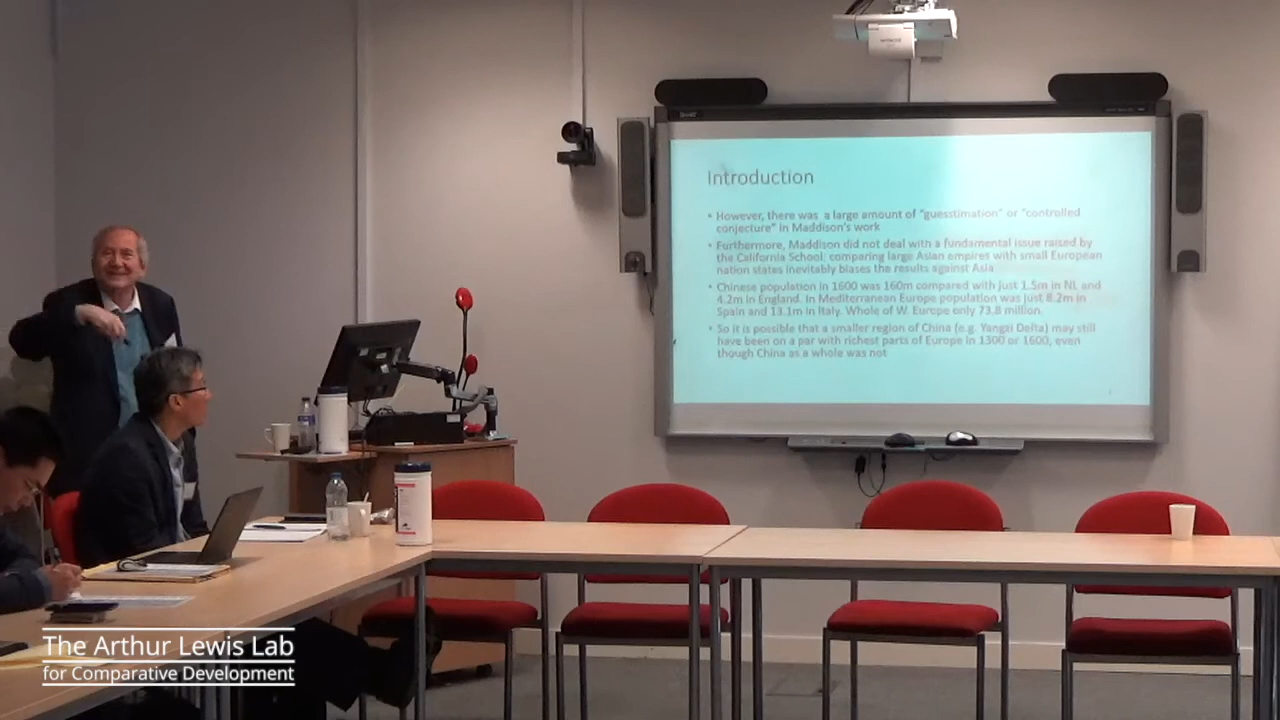 Introduction
• However, there was a large amount of "guesstimation" or "controlled
conjecture" in Maddison's work
• Furthermore, Maddison did not deal with a fundamental issue raised by
the California School: comparing large Asian empires with small European
nation states inevitably biases the results against Asia
• Chinese population in 1600 was 160m compared with just 1.5m in NL and
4.2m in England. In Mediterranean Europe population was just 8.2m in
Spain and 13.1m in Italy. Whole of W. Europe only 73.8 million.
• So it is possible that a smaller region of China (e.g. Yangzi Delta) may still
have been on a par with richest parts of Europe in 1300 or 1600, even
though China as a whole was not
The Arthur Lewis Lab
for Comparative Development